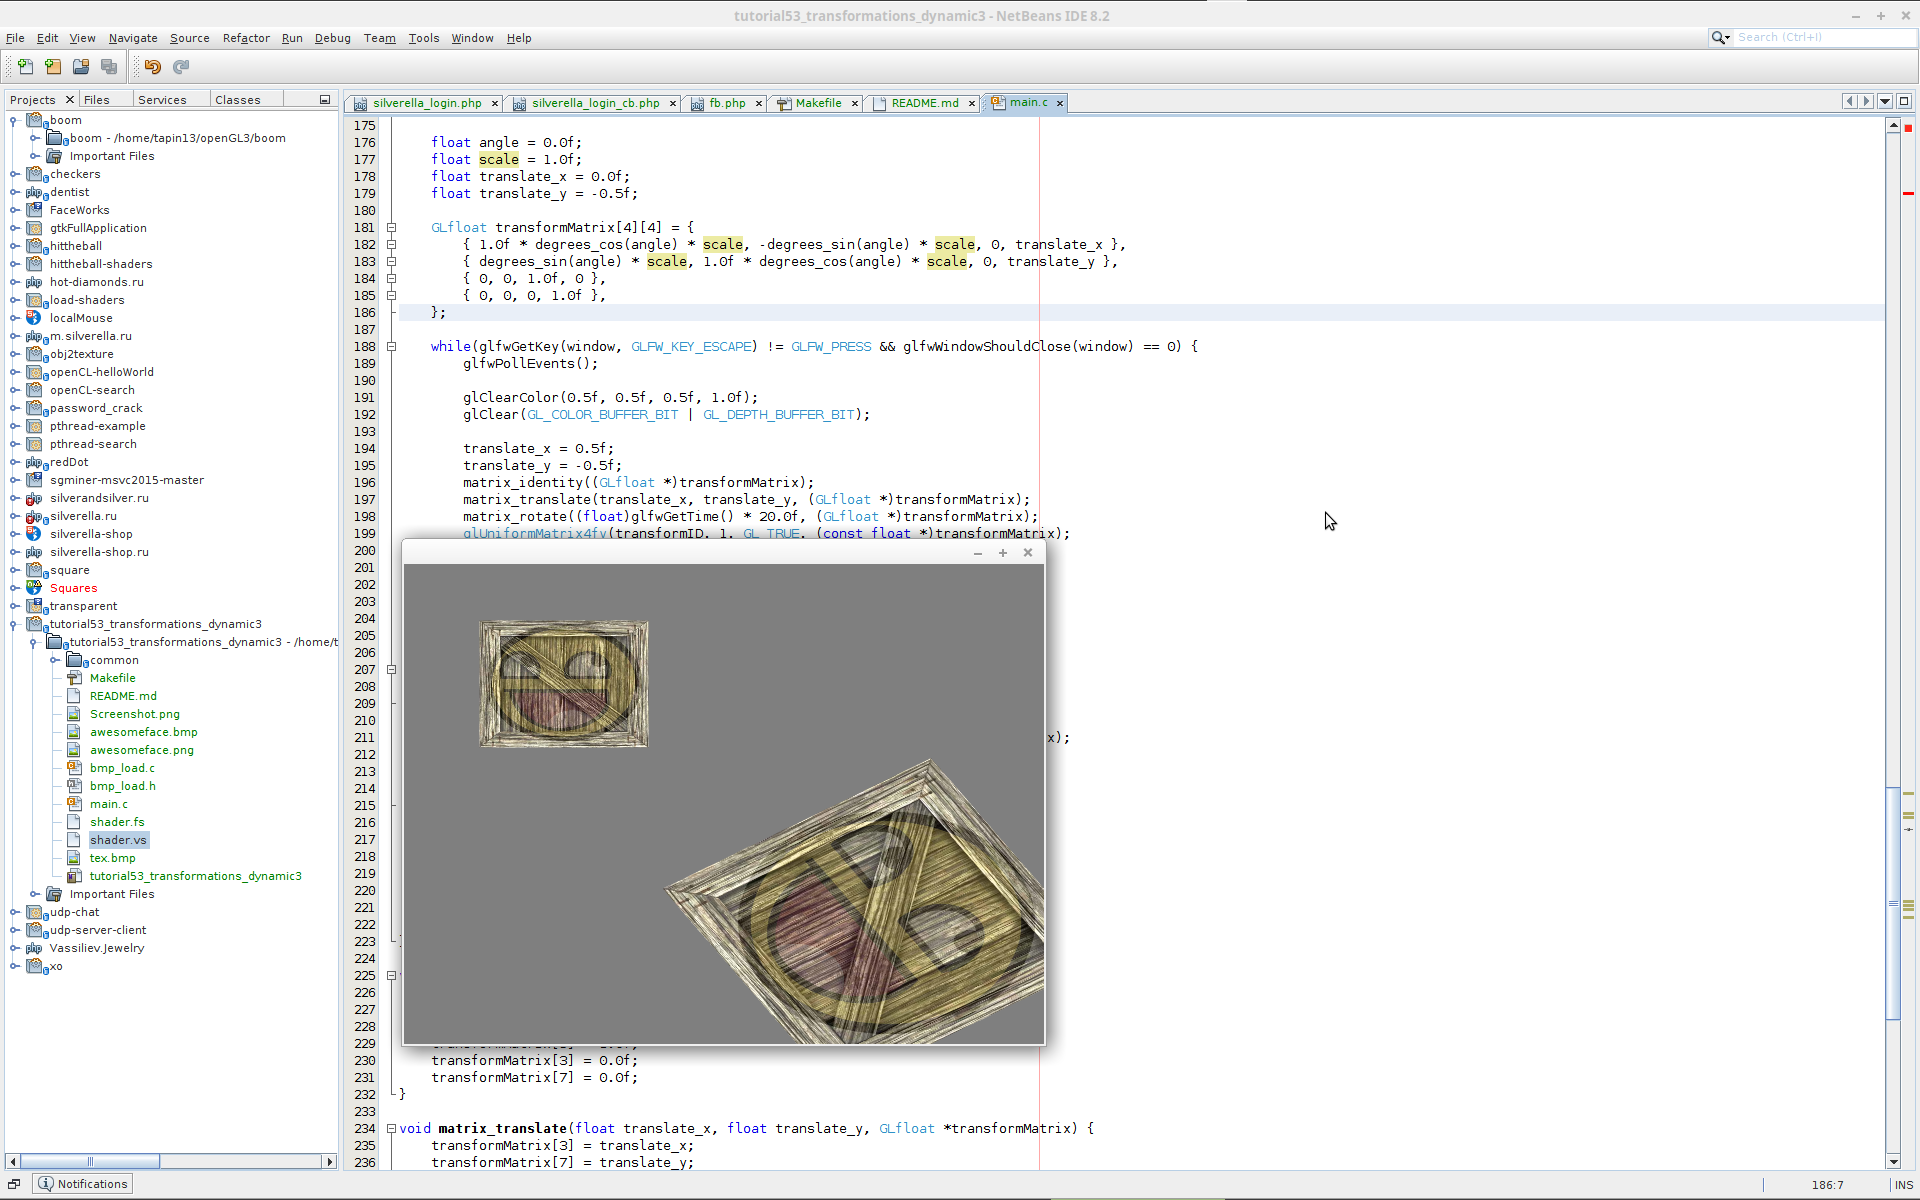 tutorial53_transformations_dynamic3 - NetBeans IDE 8.2
File Edit View Navigate Source Refactor Run Debug Team Tools Window Help
Search (Ctrl+I)
Projects Files Services Classes
silverella_login.php silverella_login_cb.php fb.php Makefile README.md main.c
boom
boom - /home/tapin13/openGL3/boom
Important Files
checkers
dentist
FaceWorks
gtkFullApplication
hittheball
hittheball-shaders
hot-diamonds.ru
load-shaders
localMouse
m.silverella.ru
obj2texture
openCL-helloWorld
openCL-search
password_crack
pthread-example
pthread-search
redDot
sgminer-msvc2015-master
silverandsilver.ru
silverella.ru
silverella-shop
silverella-shop.ru
square
Squares
transparent
tutorial53_transformations_dynamic3
tutorial53_transformations_dynamic3 - /home/t
common
Makefile
README.md
Screenshot.png
awesomeface.bmp
awesomeface.png
bmp_load.c
bmp_load.h
main.c
shader.fs
shader.vs
tex.bmp
tutorial53_transformations_dynamic3
Important Files
udp-chat
udp-server-client
Vassiliev.Jewelry
xo
175
176 float angle = 0.0f;
177 float scale = 1.0f;
178 float translate_x = 0.0f;
179 float translate_y = -0.5f;
180
181 GLfloat transformMatrix[4][4] = {
182 { 1.0f * degrees_cos(angle) * scale, -degrees_sin(angle) * scale, 0, translate_x },
183 { degrees_sin(angle) * scale, 1.0f * degrees_cos(angle) * scale, 0, translate_y },
184 { 0, 0, 1.0f, 0 },
185 { 0, 0, 0, 1.0f },
186 };
187
188 while(glfwGetKey(window, GLFW_KEY_ESCAPE) != GLFW_PRESS && glfwWindowShouldClose(window) == 0) {
189 glfwPollEvents();
190
191 glClearColor(0.5f, 0.5f, 0.5f, 1.0f);
192 glClear(GL_COLOR_BUFFER_BIT | GL_DEPTH_BUFFER_BIT);
193
194 translate_x = 0.5f;
195 translate_y = -0.5f;
196 matrix_identity((GLfloat *)transformMatrix);
197 matrix_translate(translate_x, translate_y, (GLfloat *)transformMatrix);
198 matrix_rotate((float)glfwGetTime() * 20.0f, (GLfloat *)transformMatrix);
199 glUniformMatrix4fv(transformID, 1, GL_TRUE, (const float *)transformMatrix);
200
201
202
203
204
205
206
207
208
209
210
211 x);
212
213
214
215
216
217
218
219
220
221
222
223
224
225
226
227
228
229
230 transformMatrix[3] = 0.0f;
231 transformMatrix[7] = 0.0f;
232 }
233
234 void matrix_translate(float translate_x, float translate_y, GLfloat *transformMatrix) {
235 transformMatrix[3] = translate_x;
236 transformMatrix[7] = translate_y;
Notifications
186:7 INS